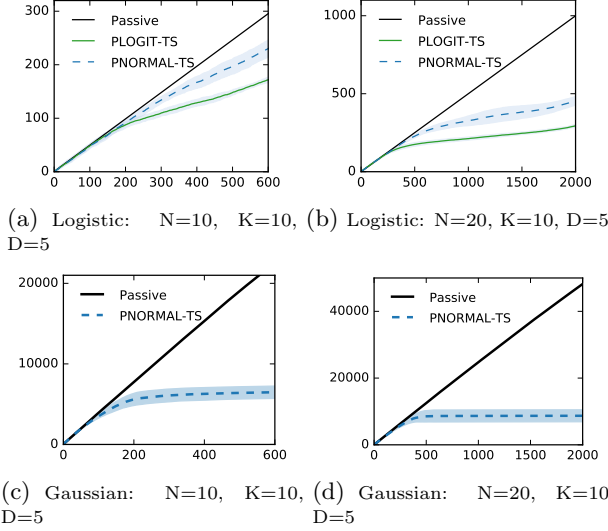 300
200
100
0
Passive
PLOGIT-TS
PNORMAL-TS
0 100 200 300 400 500 600
1000
500
0
Passive
PLOGIT-TS
PNORMAL-TS
0 500 1000 1500 2000
(a) Logistic: N=10, K=10,
D=5
(b) Logistic: N=20, K=10, D=5
20000
10000
0
Passive
PNORMAL-TS
0 200 400 600
40000
20000
0
Passive
PNORMAL-TS
0 500 1000 1500 2000
(c) Gaussian: N=10, K=10,
D=5
(d) Gaussian: N=20, K=10
D=5